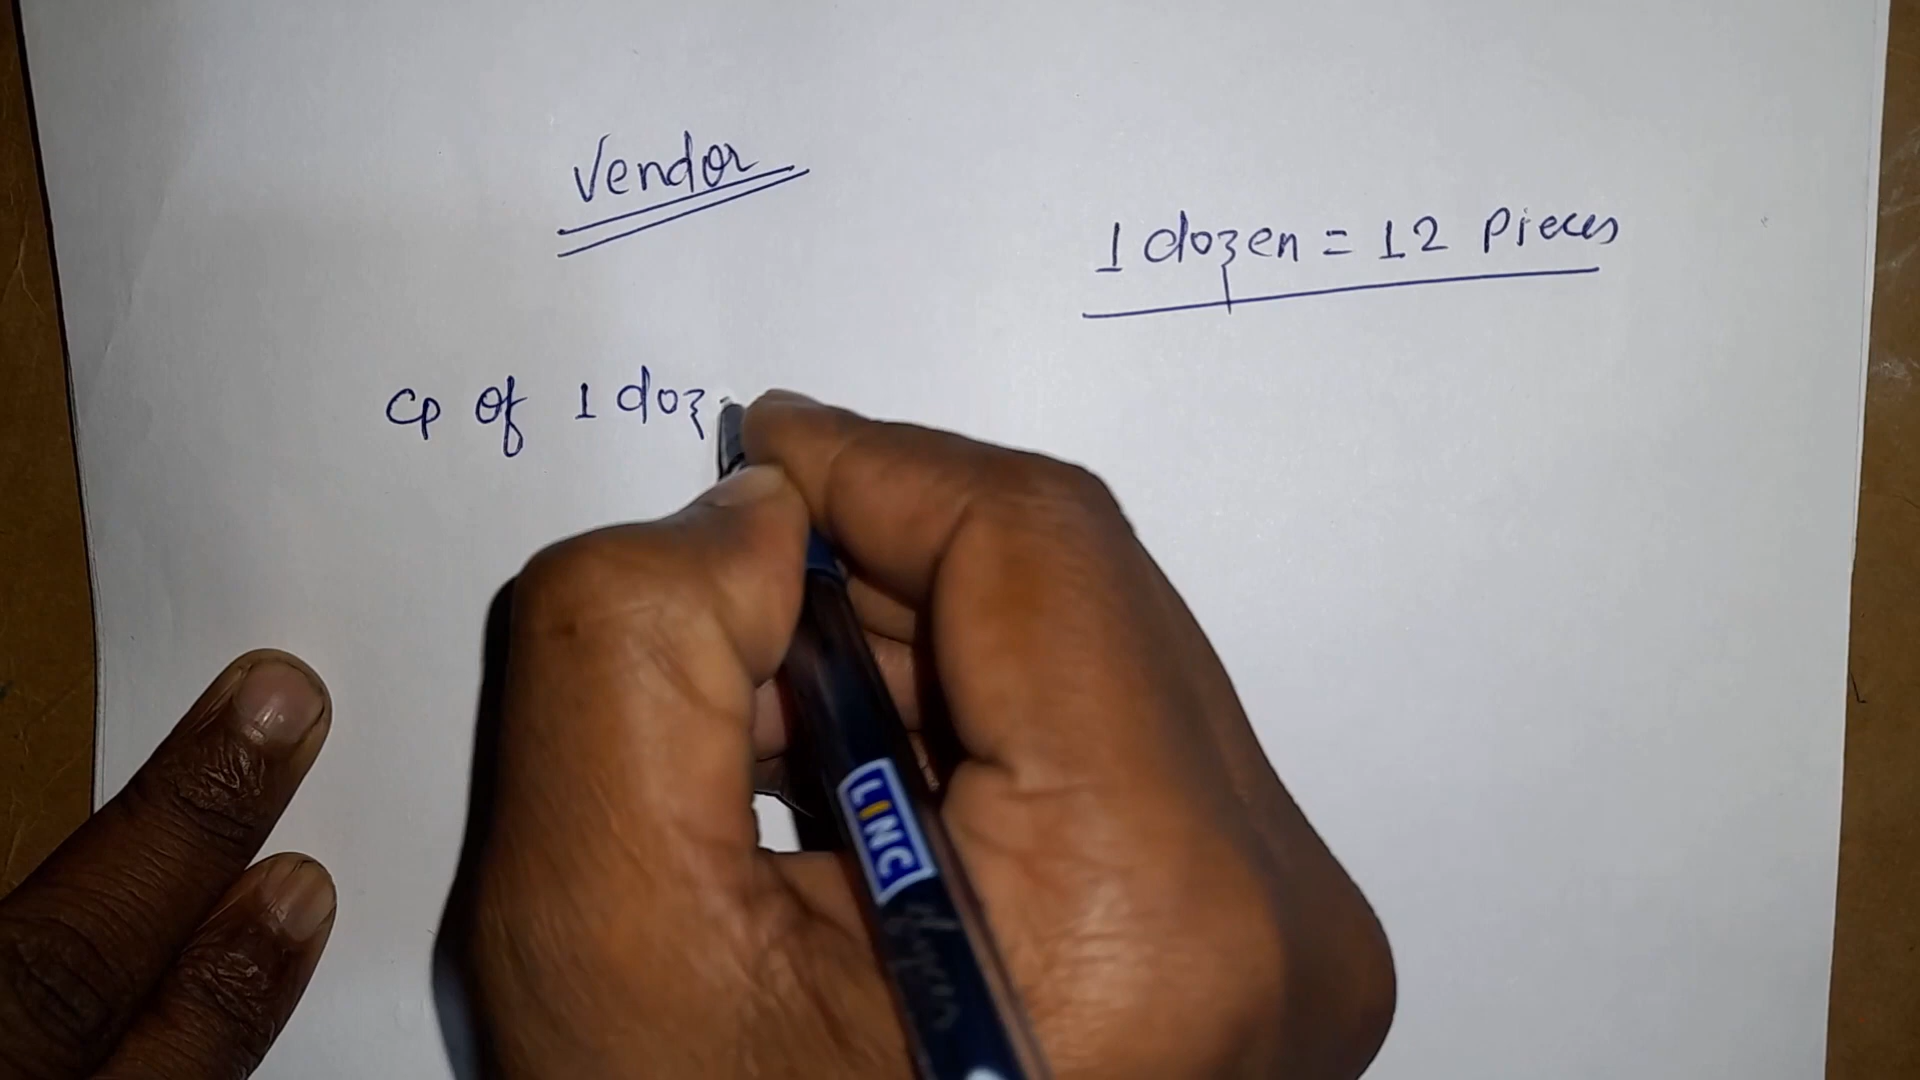 Vendor
1 dozen = 12 Pieces
CP of 1 doz
LINC